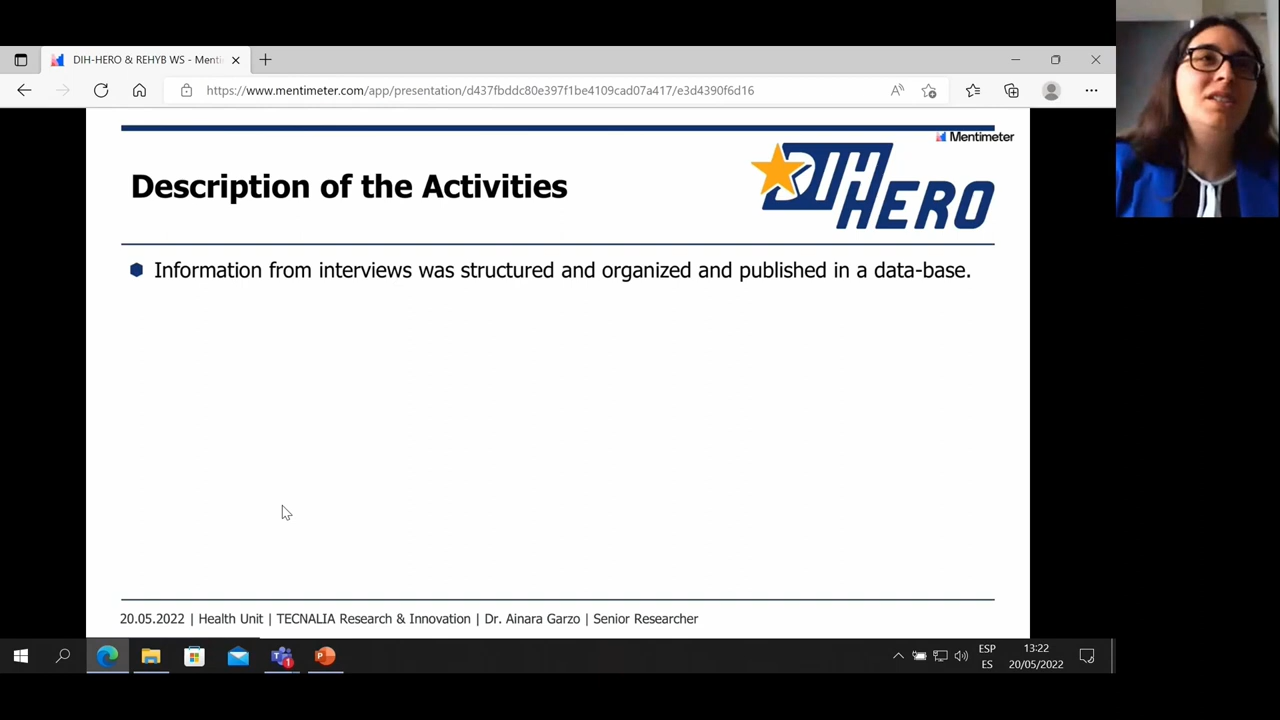 DIH-HERO & REHYB WS - Menti
https://www.mentimeter.com/app/presentation/d437fbddc80e397f1be4109cad07a417/e3d4390f6d16
Mentimeter
Description of the Activities
DIH
HERO
Information from interviews was structured and organized and published in a data-base.
20.05.2022 | Health Unit | TECNALIA Research & Innovation | Dr. Ainara Garzo | Senior Researcher
1
ESP
ES
13:22
20/05/2022